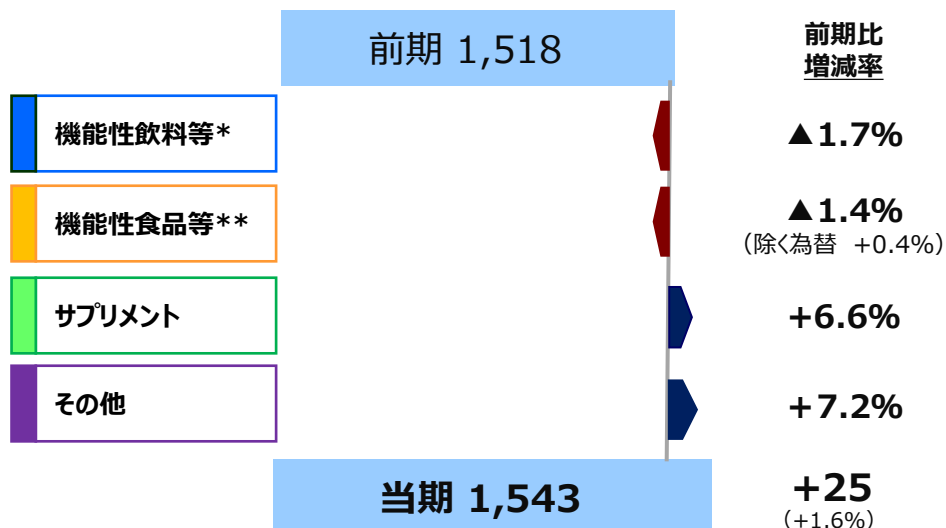 前期 1,518
前期比
増減率
機能性飲料等*
▲1.7%
機能性食品等**
▲1.4%
（除く為替 +0.4%）
サプリメント
+6.6%
その他
+7.2%
当期 1,543
+25
（+1.6%）